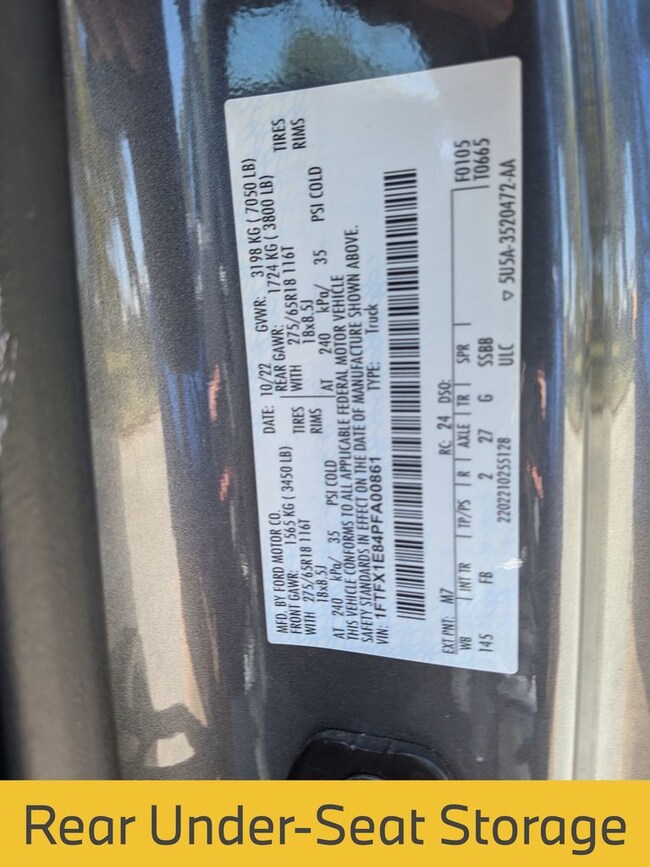 MFD. BY FORD MOTOR CO.
DATE: 10/22 GVWR: 3198 KG ( 7050 LB)
FRONT GAWR: 1565 KG ( 3450 LB) REAR GAWR: 1724 KG ( 3800 LB)
WITH 275/65R18 116T TIRES WITH 275/65R18 116T TIRES
18x8.5J RIMS 18x8.5J RIMS
AT 240 kPa/ 35 PSI COLD AT 240 kPa/ 35 PSI COLD
THIS VEHICLE CONFORMS TO ALL APPLICABLE FEDERAL MOTOR VEHICLE
SAFETY STANDARDS IN EFFECT ON THE DATE OF MANUFACTURE SHOWN ABOVE.
VIN: 1FTFX1E84PFA00861 TYPE: Truck
EXT PNT: M7 RC: 24 DSO: F0105
WB INT TR TP/PS R AXLE TR SPR T0665
145 FB 2 27 G SSBB
2202210255128 ULC ▽ 5U5A-3520472-AA
Rear Under-Seat Storage